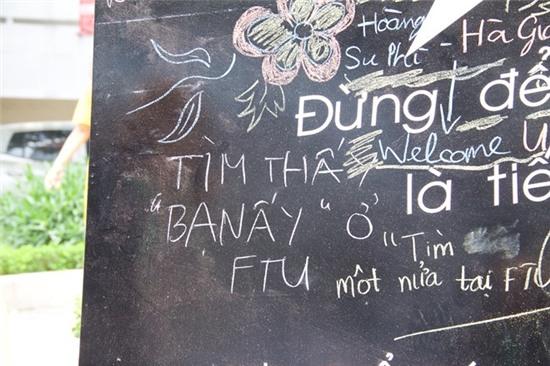 Hoàng
Su Phì - Hà Gia
Đừng để
Welcome
là tiế
TÌM THẤY
"BẠN ẤY" Ở
FTU
"Tìm
một nửa tại FTU